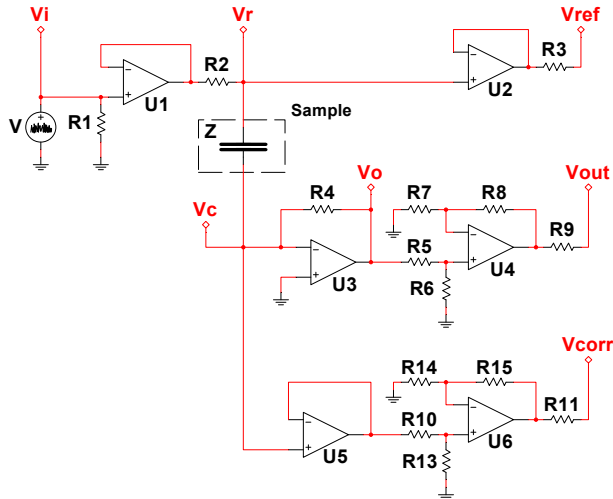 Vi
Vr
Vref
R2
R3
U1
U2
V
R1
Sample
Z
Vo
Vout
R4
R7
R8
Vc
R5
R9
U3
U4
R6
Vcorr
R14
R15
R10
R11
U5
U6
R13